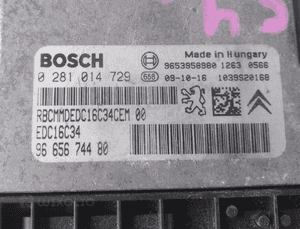 BOSCH
Made in Hungary
9653958980 1263 0566
0 281 014 729
658
09-10-16 1039S20168
RBCMMDEDC16C34CEM 00
EDC16C34
96 656 744 80